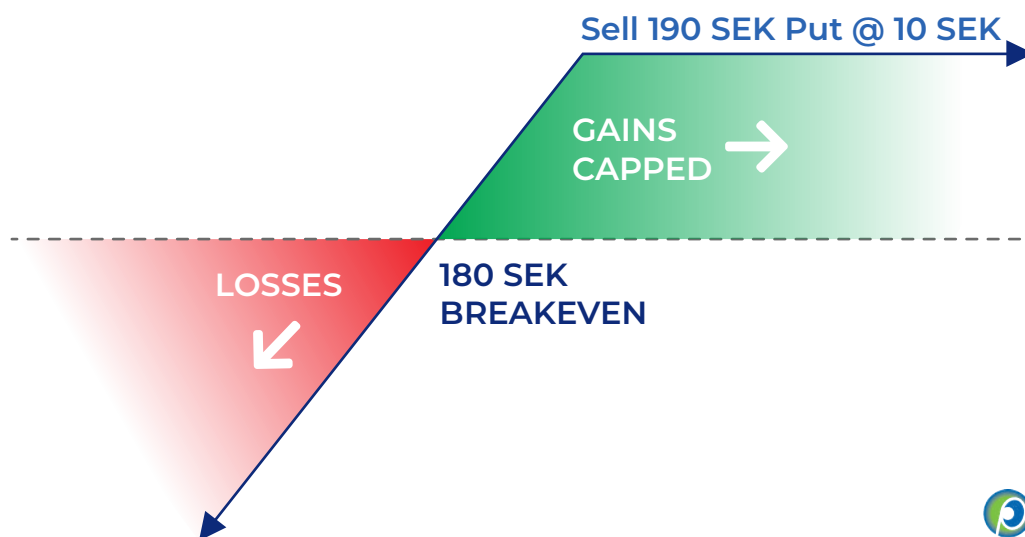 Sell 190 SEK Put @ 10 SEK
GAINS
CAPPED
LOSSES
180 SEK
BREAKEVEN